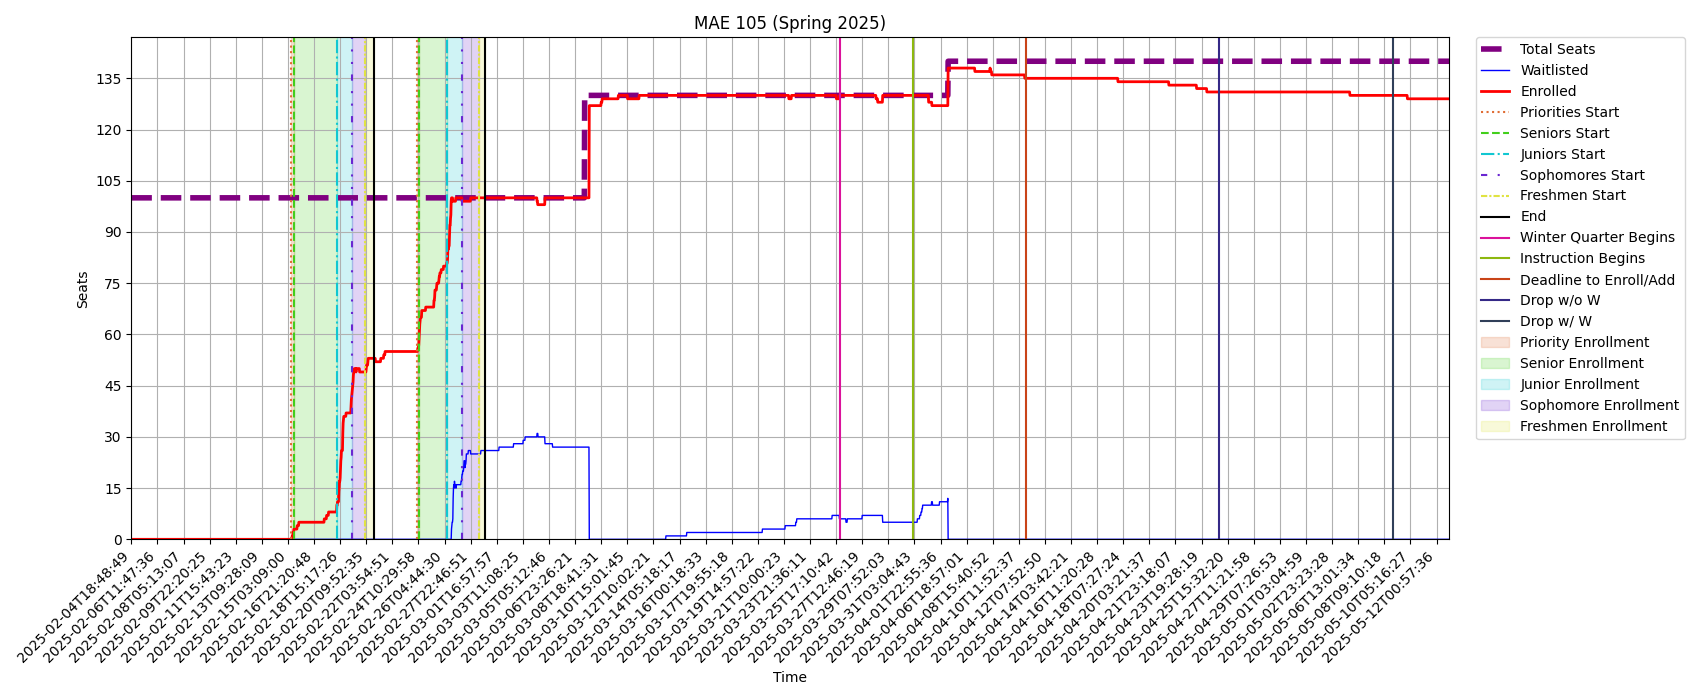 MAE 105 (Spring 2025)
Seats
135
120
105
90
75
60
45
30
15
0
2025-02-04T18:48:49
2025-02-06T11:47:36
2025-02-08T05:13:07
2025-02-09T22:20:25
2025-02-11T15:43:23
2025-02-13T09:28:09
2025-02-15T03:09:00
2025-02-16T21:20:48
2025-02-18T15:17:26
2025-02-20T09:52:35
2025-02-22T03:54:51
2025-02-24T10:29:58
2025-02-26T04:44:30
2025-02-27T22:46:51
2025-03-01T16:57:57
2025-03-03T11:08:25
2025-03-05T05:12:46
2025-03-06T23:26:21
2025-03-08T18:41:31
2025-03-10T15:01:45
2025-03-12T10:02:21
2025-03-14T05:18:17
2025-03-16T00:18:33
2025-03-17T19:55:18
2025-03-19T14:57:22
2025-03-21T10:00:23
2025-03-23T21:36:11
2025-03-25T17:10:42
2025-03-27T12:46:19
2025-03-29T07:52:03
2025-03-31T03:04:43
2025-04-01T22:55:36
2025-04-06T18:57:01
2025-04-08T15:40:52
2025-04-10T11:52:37
2025-04-12T07:52:50
2025-04-14T03:42:21
2025-04-16T11:20:28
2025-04-18T07:27:24
2025-04-20T03:21:37
2025-04-21T23:18:07
2025-04-23T19:28:19
2025-04-25T15:37:20
2025-04-27T11:21:58
2025-04-29T07:26:53
2025-05-01T03:04:59
2025-05-02T23:23:28
2025-05-06T13:01:34
2025-05-08T09:10:18
2025-05-10T05:16:27
2025-05-12T00:57:36
Time
Total Seats
Waitlisted
Enrolled
Priorities Start
Seniors Start
Juniors Start
Sophomores Start
Freshmen Start
End
Winter Quarter Begins
Instruction Begins
Deadline to Enroll/Add
Drop w/o W
Drop w/ W
Priority Enrollment
Senior Enrollment
Junior Enrollment
Sophomore Enrollment
Freshmen Enrollment